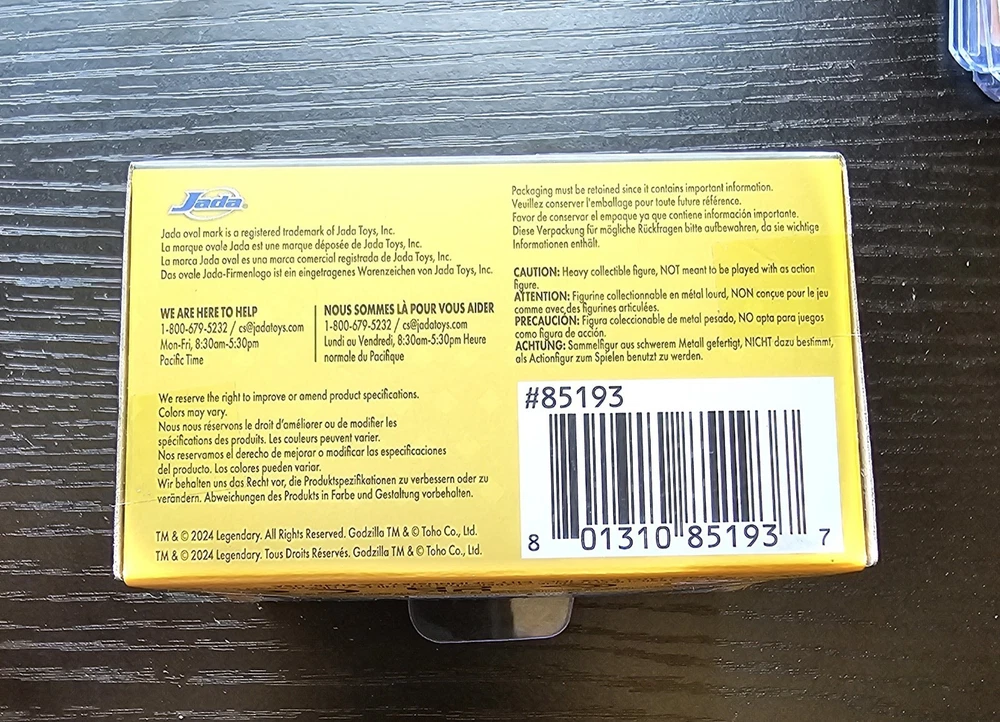 Jada
Jada oval mark is a registered trademark of Jada Toys, Inc.
La marque ovale Jada est une marque déposée de Jada Toys, Inc.
La marca Jada oval es una marca comercial registrada de Jada Toys, Inc.
Das ovale Jada-Firmenlogo ist ein eingetragenes Warenzeichen von Jada Toys, Inc.
WE ARE HERE TO HELP
1-800-679-5232 / cs@jadatoys.com
Mon-Fri, 8:30am-5:30pm
Pacific Time
NOUS SOMMES LÀ POUR VOUS AIDER
1-800-679-5232 / cs@jadatoys.com
Lundi au Vendredi, 8:30am-5:30pm Heure
normale du Pacifique
We reserve the right to improve or amend product specifications.
Colors may vary.
Nous nous réservons le droit d'améliorer ou de modifier les
spécifications des produits. Les couleurs peuvent varier.
Nos reservamos el derecho de mejorar o modificar las especificaciones
del producto. Los colores pueden variar.
Wir behalten uns das Recht vor, die Produktspezifikationen zu verbessern oder zu
verändern. Abweichungen des Produkts in Farbe und Gestaltung vorbehalten.
TM & © 2024 Legendary. All Rights Reserved. Godzilla TM & © Toho Co., Ltd.
TM & © 2024 Legendary. Tous Droits Réservés. Godzilla TM & © Toho Co., Ltd.
Packaging must be retained since it contains important information.
Veuillez conserver l'emballage pour toute future référence.
Favor de conservar el empaque ya que contiene información importante.
Diese Verpackung für mögliche Rückfragen bitte aufbewahren, da sie wichtige
Informationen enthält.
CAUTION: Heavy collectible figure, NOT meant to be played with as action
figure.
ATTENTION: Figurine collectionnable en métal lourd, NON conçue pour le jeu
comme avec des figurines articulées.
PRECAUCIÓN: Figura coleccionable de metal pesado, NO apta para juegos
como figura de acción.
ACHTUNG: Sammelfigur aus schwerem Metall gefertigt, NICHT dazu bestimmt,
als Actionfigur zum Spielen benutzt zu werden.
#85193
8 01310 85193 7